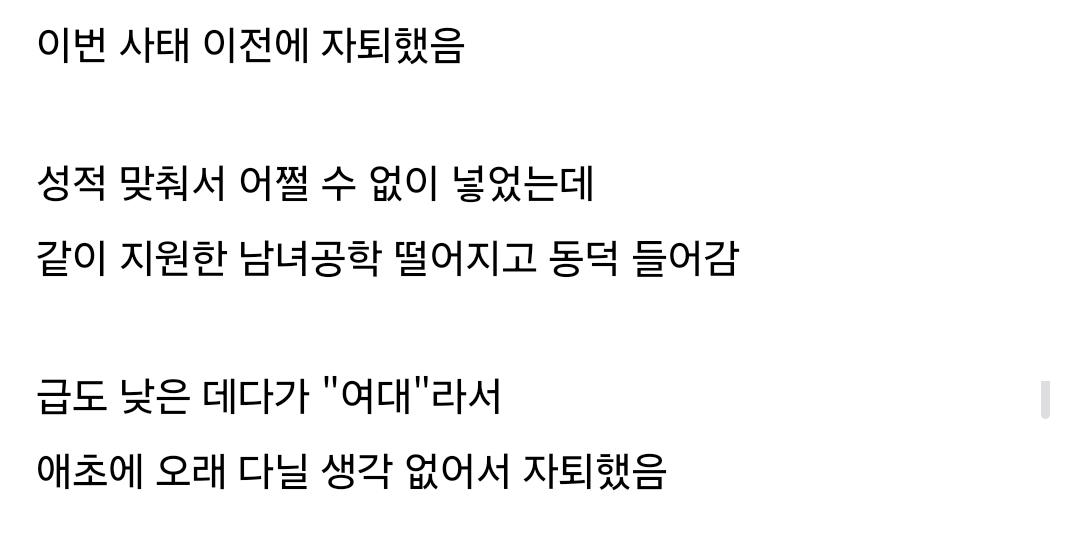 이번 사태 이전에 자퇴했음
성적 맞춰서 어쩔 수 없이 넣었는데
같이 지원한 남녀공학 떨어지고 동덕 들어감
급도 낮은 데다가 "여대"라서
애초에 오래 다닐 생각 없어서 자퇴했음